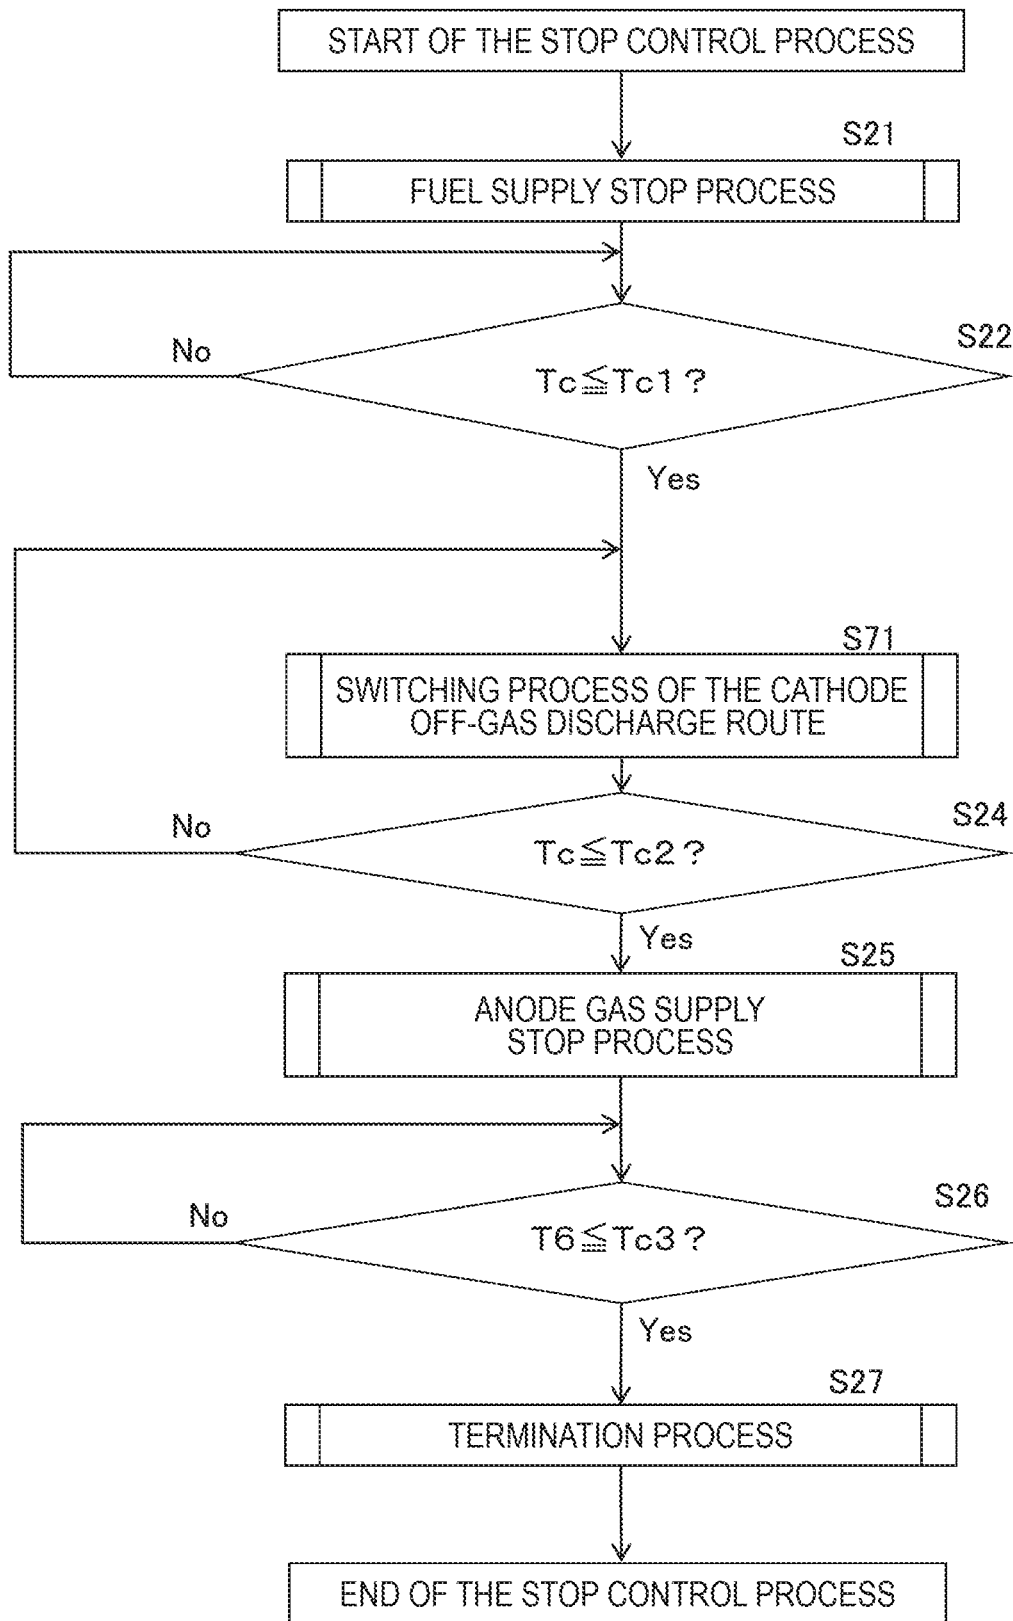 START OF THE STOP CONTROL PROCESS
S21
FUEL SUPPLY STOP PROCESS
No
S22
Tc≦Tc1?
Yes
S71
SWITCHING PROCESS OF THE CATHODE
OFF-GAS DISCHARGE ROUTE
No
S24
Tc≦Tc2?
Yes
S25
ANODE GAS SUPPLY
STOP PROCESS
No
S26
T6≦Tc3?
Yes
S27
TERMINATION PROCESS
END OF THE STOP CONTROL PROCESS